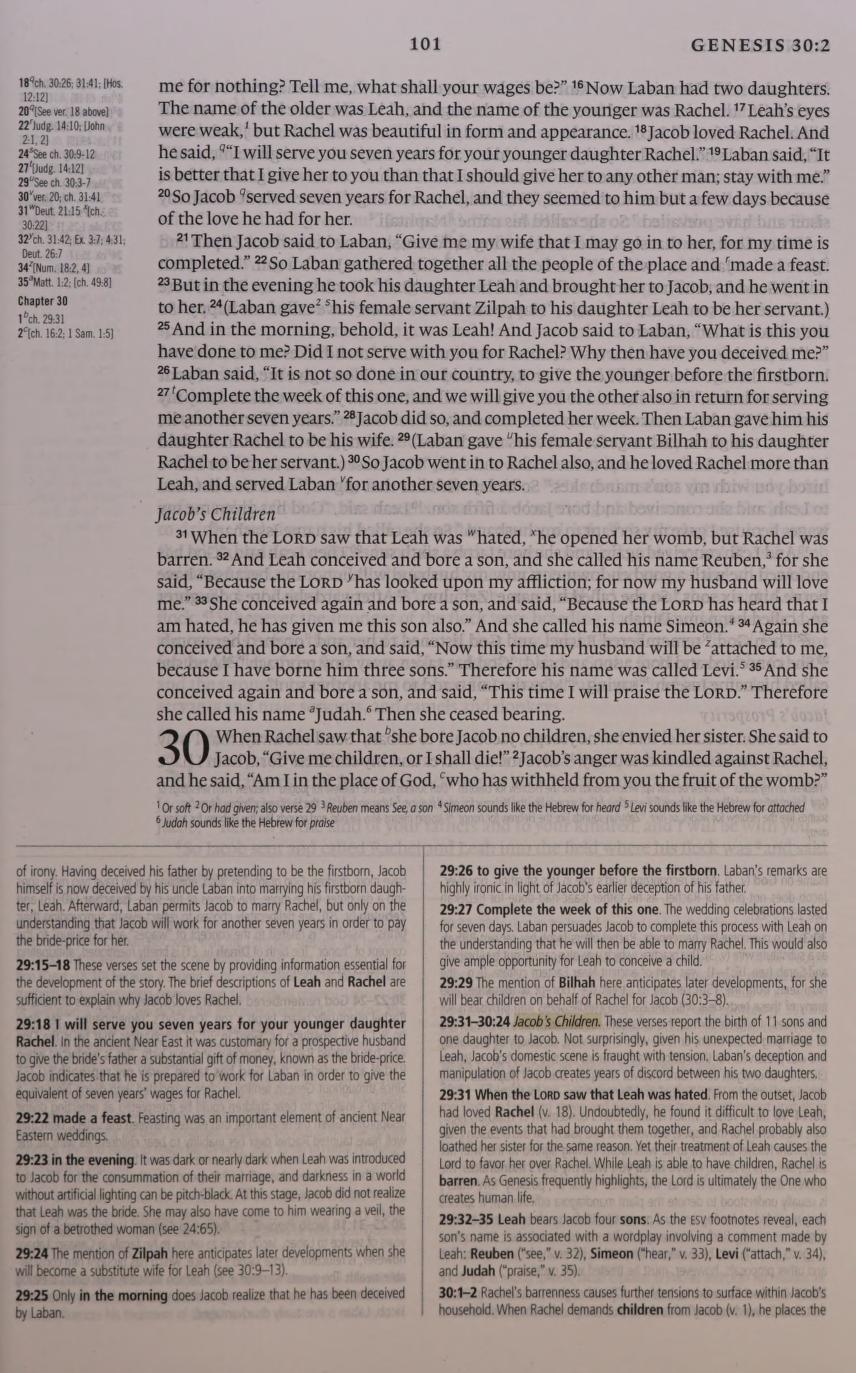 101 GENESIS 30:2
18 q ch. 30:26; 31:41; [Hos.
12:12]
20 q [See ver. 18 above]
22 r Judg. 14:10; [John
2:1, 2]
24 s See ch. 30:9-12
27 t [Judg. 14:12]
29 u See ch. 30:3-7
30 v ver. 20; ch. 31:41
31 w Deut. 21:15 x [ch.
30:22]
32 y ch. 31:42; Ex. 3:7; 4:31;
Deut. 26:7
34 z [Num. 18:2, 4]
35 a Matt. 1:2; [ch. 49:8]
Chapter 30
1 b ch. 29:31
2 c [ch. 16:2; 1 Sam. 1:5]
me for nothing? Tell me, what shall your wages be?” 16 Now Laban had two daughters.
The name of the older was Leah, and the name of the younger was Rachel. 17 Leah’s eyes
were weak,1 but Rachel was beautiful in form and appearance. 18 Jacob loved Rachel. And
he said, q“I will serve you seven years for your younger daughter Rachel.” 19 Laban said, “It
is better that I give her to you than that I should give her to any other man; stay with me.”
20 So Jacob q served seven years for Rachel, and they seemed to him but a few days because
of the love he had for her.
21 Then Jacob said to Laban, “Give me my wife that I may go in to her, for my time is
completed.” 22 So Laban gathered together all the people of the place and r made a feast.
23 But in the evening he took his daughter Leah and brought her to Jacob, and he went in
to her. 24 (Laban gave2 s his female servant Zilpah to his daughter Leah to be her servant.)
25 And in the morning, behold, it was Leah! And Jacob said to Laban, “What is this you
have done to me? Did I not serve with you for Rachel? Why then have you deceived me?”
26 Laban said, “It is not so done in our country, to give the younger before the firstborn.
27 t Complete the week of this one, and we will give you the other also in return for serving
me another seven years.” 28 Jacob did so, and completed her week. Then Laban gave him his
daughter Rachel to be his wife. 29 (Laban gave u his female servant Bilhah to his daughter
Rachel to be her servant.) 30 So Jacob went in to Rachel also, and he loved Rachel more than
Leah, and served Laban v for another seven years.
Jacob’s Children
31 When the LORD saw that Leah was w hated, x he opened her womb, but Rachel was
barren. 32 And Leah conceived and bore a son, and she called his name Reuben,3 for she
said, “Because the LORD y has looked upon my affliction; for now my husband will love
me.” 33 She conceived again and bore a son, and said, “Because the LORD has heard that I
am hated, he has given me this son also.” And she called his name Simeon.4 34 Again she
conceived and bore a son, and said, “Now this time my husband will be z attached to me,
because I have borne him three sons.” Therefore his name was called Levi.5 35 And she
conceived again and bore a son, and said, “This time I will praise the LORD.” Therefore
she called his name a Judah.6 Then she ceased bearing.
30 When Rachel saw that b she bore Jacob no children, she envied her sister. She said to
Jacob, “Give me children, or I shall die!” 2 Jacob’s anger was kindled against Rachel,
and he said, “Am I in the place of God, c who has withheld from you the fruit of the womb?”
1 Or soft 2 Or had given; also verse 29 3 Reuben means See, a son 4 Simeon sounds like the Hebrew for heard 5 Levi sounds like the Hebrew for attached
6 Judah sounds like the Hebrew for praise
of irony. Having deceived his father by pretending to be the firstborn, Jacob
himself is now deceived by his uncle Laban into marrying his firstborn daugh-
ter, Leah. Afterward, Laban permits Jacob to marry Rachel, but only on the
understanding that Jacob will work for another seven years in order to pay
the bride-price for her.
29:15–18 These verses set the scene by providing information essential for
the development of the story. The brief descriptions of Leah and Rachel are
sufficient to explain why Jacob loves Rachel.
29:18 I will serve you seven years for your younger daughter
Rachel. In the ancient Near East it was customary for a prospective husband
to give the bride’s father a substantial gift of money, known as the bride-price.
Jacob indicates that he is prepared to work for Laban in order to give the
equivalent of seven years’ wages for Rachel.
29:22 made a feast. Feasting was an important element of ancient Near
Eastern weddings.
29:23 in the evening. It was dark or nearly dark when Leah was introduced
to Jacob for the consummation of their marriage, and darkness in a world
without artificial lighting can be pitch-black. At this stage, Jacob did not realize
that Leah was the bride. She may also have come to him wearing a veil, the
sign of a betrothed woman (see 24:65).
29:24 The mention of Zilpah here anticipates later developments when she
will become a substitute wife for Leah (see 30:9–13).
29:25 Only in the morning does Jacob realize that he has been deceived
by Laban.
29:26 to give the younger before the firstborn. Laban’s remarks are
highly ironic in light of Jacob’s earlier deception of his father.
29:27 Complete the week of this one. The wedding celebrations lasted
for seven days. Laban persuades Jacob to complete this process with Leah on
the understanding that he will then be able to marry Rachel. This would also
give ample opportunity for Leah to conceive a child.
29:29 The mention of Bilhah here anticipates later developments, for she
will bear children on behalf of Rachel for Jacob (30:3–8).
29:31–30:24 Jacob’s Children. These verses report the birth of 11 sons and
one daughter to Jacob. Not surprisingly, given his unexpected marriage to
Leah, Jacob’s domestic scene is fraught with tension. Laban’s deception and
manipulation of Jacob creates years of discord between his two daughters.
29:31 When the LORD saw that Leah was hated. From the outset, Jacob
had loved Rachel (v. 18). Undoubtedly, he found it difficult to love Leah,
given the events that had brought them together, and Rachel probably also
loathed her sister for the same reason. Yet their treatment of Leah causes the
Lord to favor her over Rachel. While Leah is able to have children, Rachel is
barren. As Genesis frequently highlights, the Lord is ultimately the One who
creates human life.
29:32–35 Leah bears Jacob four sons. As the ESV footnotes reveal, each
son’s name is associated with a wordplay involving a comment made by
Leah: Reuben (“see,” v. 32), Simeon (“hear,” v. 33), Levi (“attach,” v. 34),
and Judah (“praise,” v. 35).
30:1–2 Rachel’s barrenness causes further tensions to surface within Jacob’s
household. When Rachel demands children from Jacob (v. 1), he places the